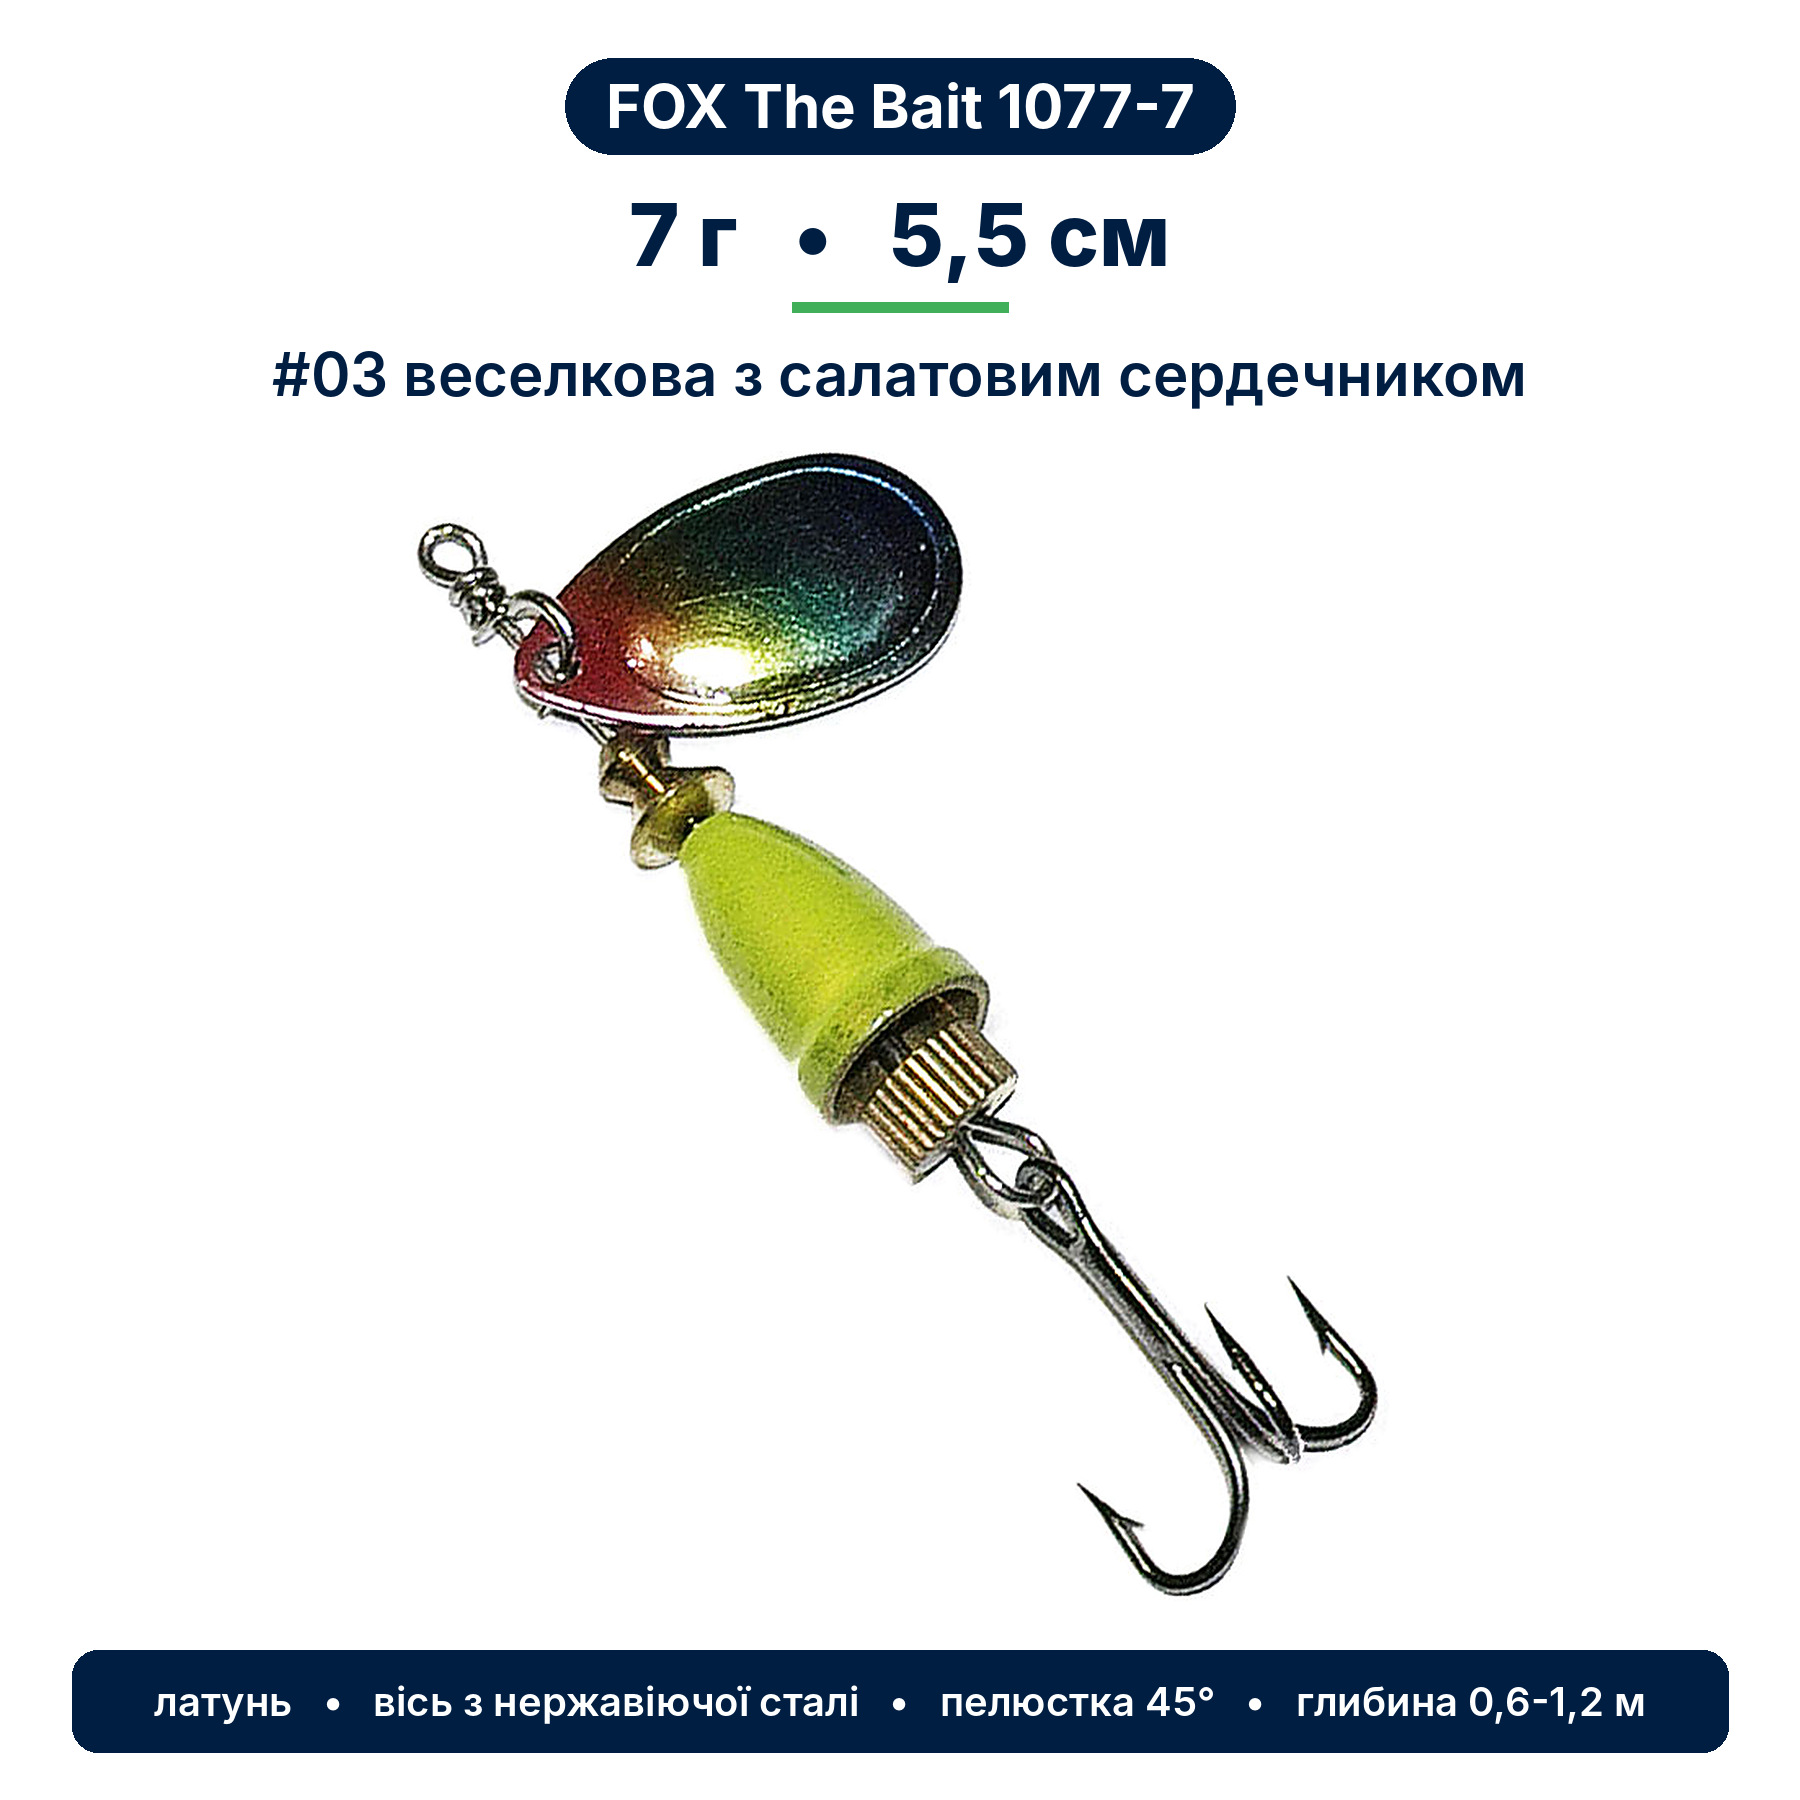 FOX The Bait 1077-7
7 г • 5,5 см
#03 веселкова з салатовим сердечником
латунь • вісь з нержавіючої сталі • пелюстка 45° • глибина 0,6-1,2 м